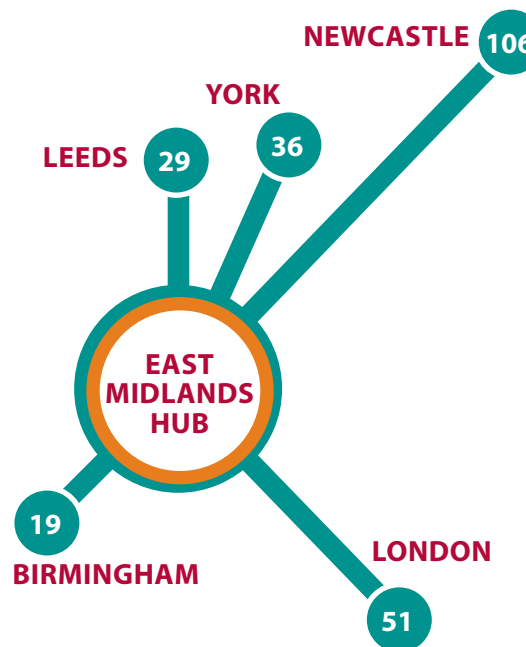 NEWCASTLE 106
YORK
36
LEEDS 29
EAST
MIDLANDS
HUB
19
BIRMINGHAM
LONDON
51